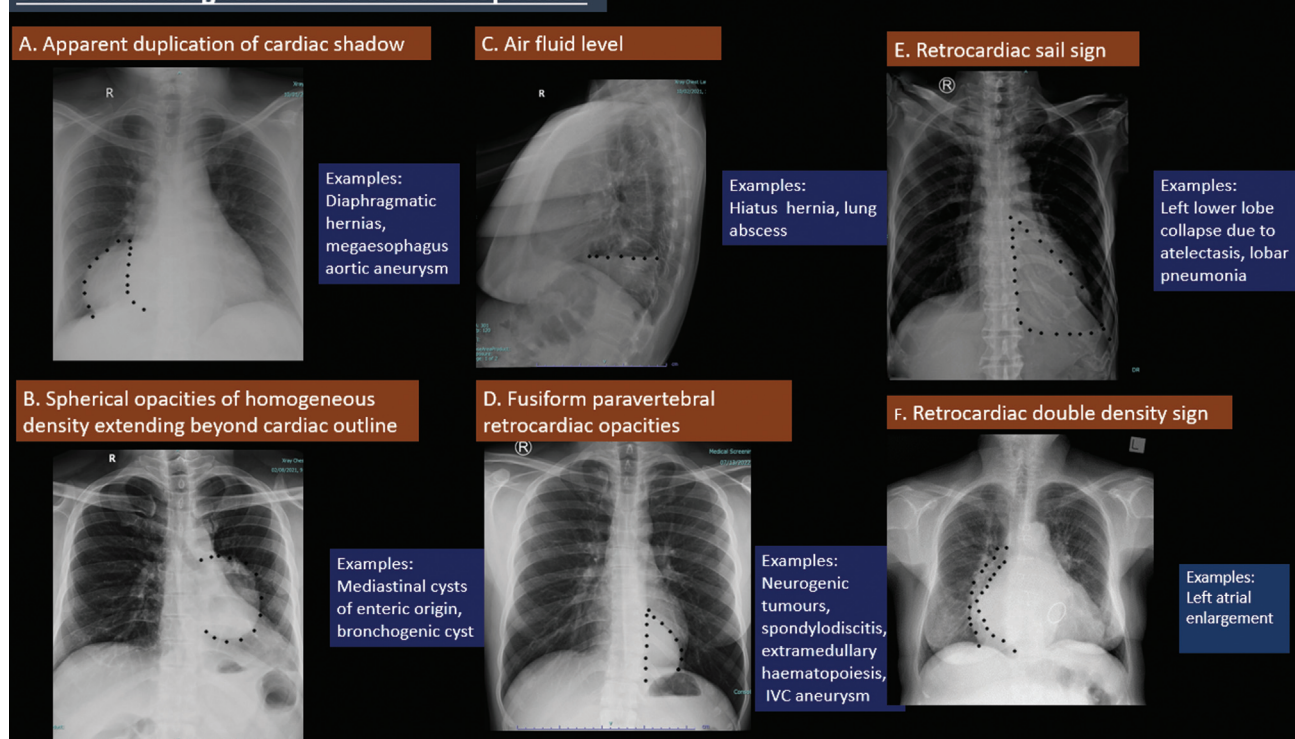 A. Apparent duplication of cardiac shadow
R
Examples:
Diaphragmatic
hernias,
megaesophagus
aortic aneurysm
B. Spherical opacities of homogeneous
density extending beyond cardiac outline
R
Examples:
Mediastinal cysts
of enteric origin,
bronchogenic cyst
C. Air fluid level
R
Examples:
Hiatus hernia, lung
abscess
D. Fusiform paravertebral
retrocardiac opacities
R
Medical Screenin
Examples:
Neurogenic
tumours,
spondylodiscitis,
extramedullary
haematopoiesis,
IVC aneurysm
E. Retrocardiac sail sign
R
DR
Examples:
Left lower lobe
collapse due to
atelectasis, lobar
pneumonia
F. Retrocardiac double density sign
L
Examples:
Left atrial
enlargement